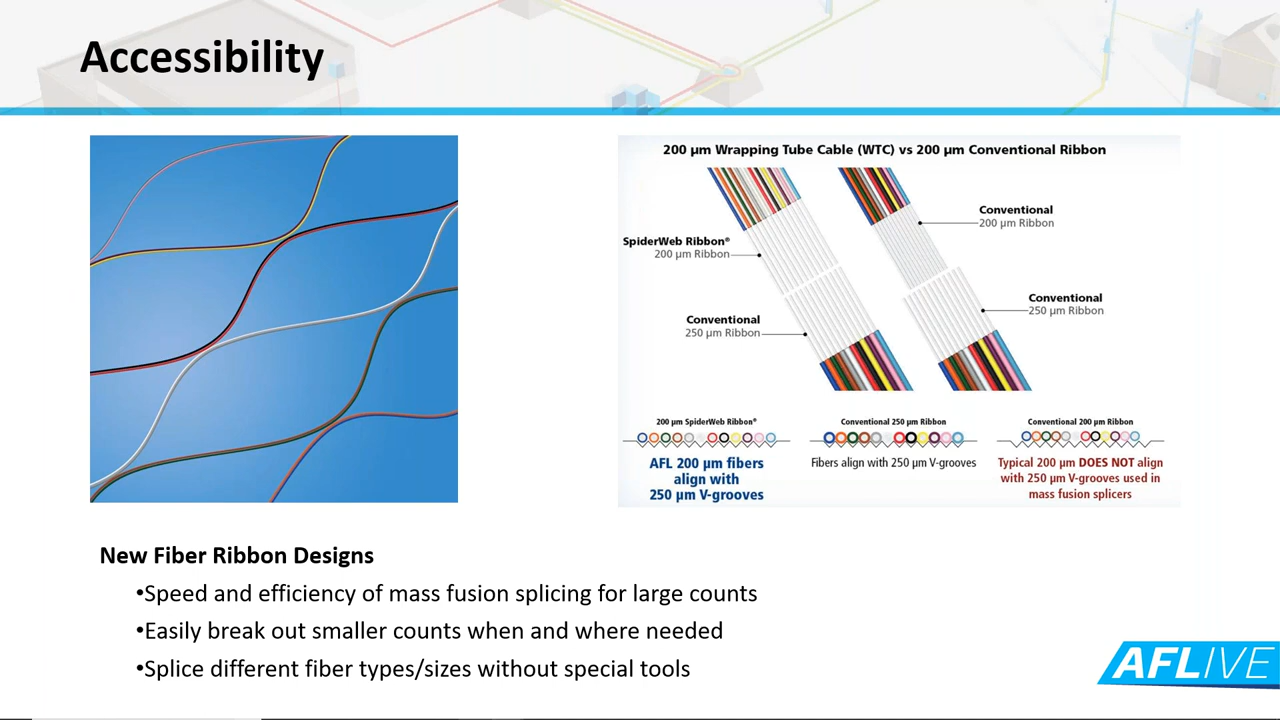 Accessibility
200 µm Wrapping Tube Cable (WTC) vs 200 µm Conventional Ribbon
SpiderWeb Ribbon®
200 µm Ribbon
Conventional
250 µm Ribbon
Conventional
200 µm Ribbon
Conventional
250 µm Ribbon
200 µm SpiderWeb Ribbon®
AFL 200 µm fibers
align with
250 µm V-grooves
Conventional 250 µm Ribbon
Fibers align with 250 µm V-grooves
Conventional 200 µm Ribbon
Typical 200 µm DOES NOT align
with 250 µm V-grooves used in
mass fusion splicers
New Fiber Ribbon Designs
•Speed and efficiency of mass fusion splicing for large counts
•Easily break out smaller counts when and where needed
•Splice different fiber types/sizes without special tools
AFLIVE